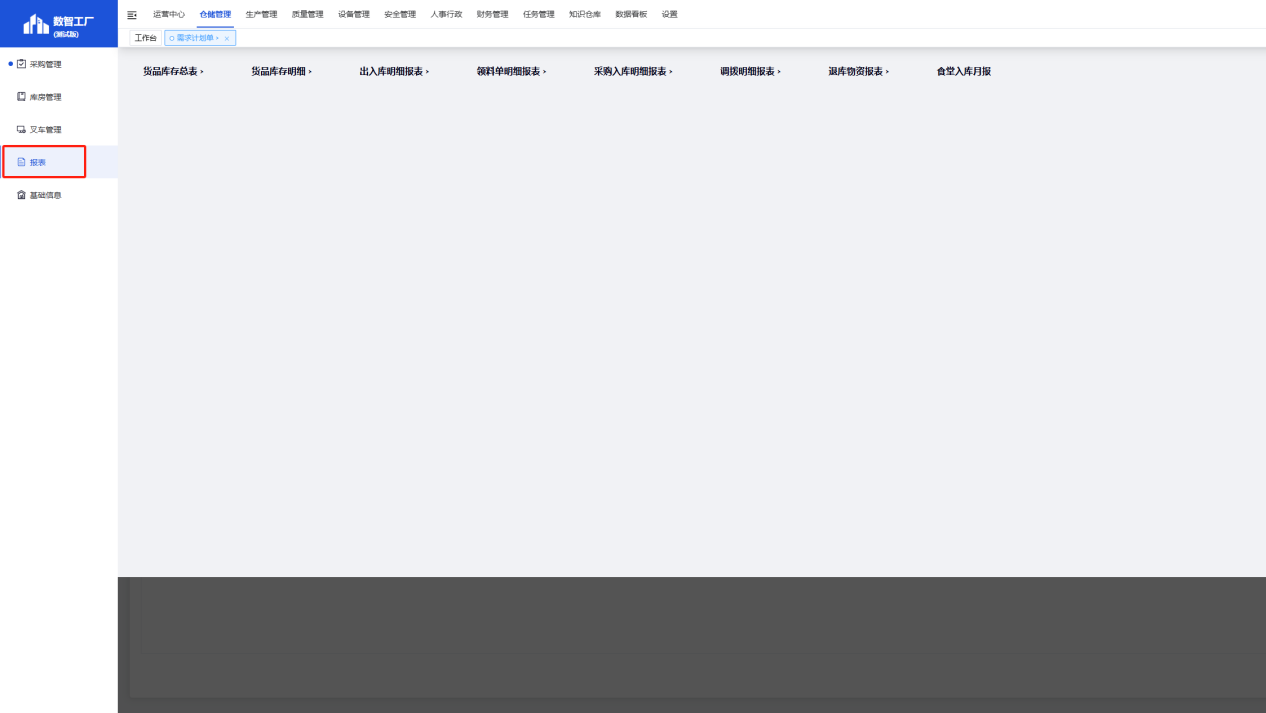 数智工厂
(测试版)
运营中心 仓储管理 生产管理 质量管理 设备管理 安全管理 人事行政 财务管理 任务管理 知识仓库 数据看板 设置
工作台 需求计划单 ×
采购管理
库房管理
叉车管理
报表
基础信息
货品库存总表 › 货品库存明细 › 出入库明细报表 › 领料单明细报表 › 采购入库明细报表 › 调拨明细报表 › 退库物资报表 › 食堂入库月报